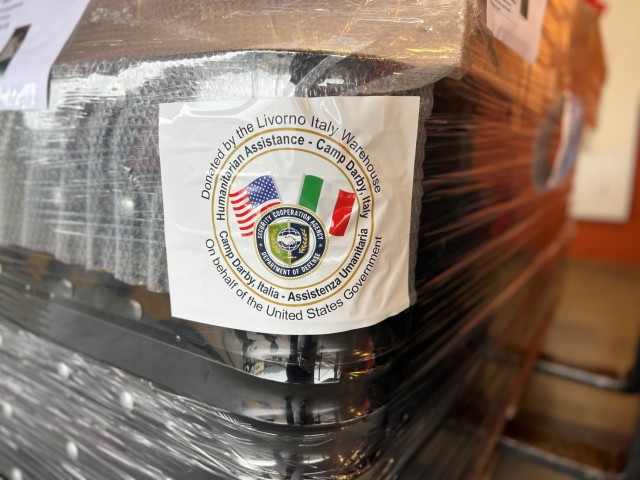 Donated by the Livorno Italy Warehouse
Humanitarian Assistance - Camp Darby, Italy
SECURITY COOPERATION AGENCY
DEPARTMENT OF DEFENSE
Camp Darby, Italia - Assistenza Umanitaria
On behalf of the United States Government